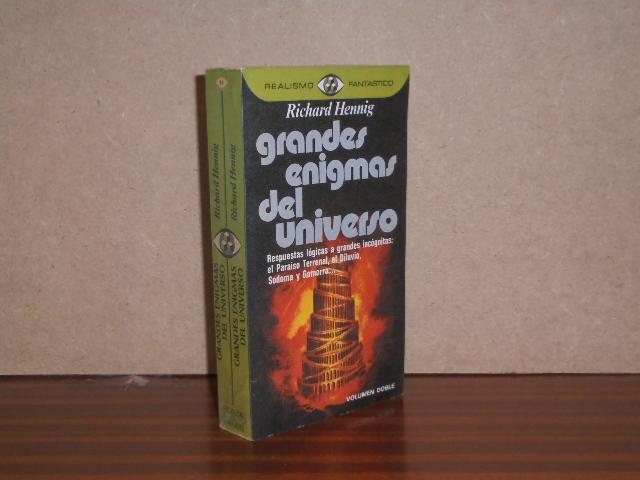 REALISMO FANTASTICO
Richard Hennig
grandes
enigmas
del
universo
Respuestas lógicas a grandes incógnitas:
el Paraíso Terrenal, el Diluvio,
Sodoma y Gomorra...
VOLUMEN DOBLE
Richard Hennig
Richard Hennig
GRANDES ENIGMAS
DEL UNIVERSO
GRANDES ENIGMAS
DEL UNIVERSO